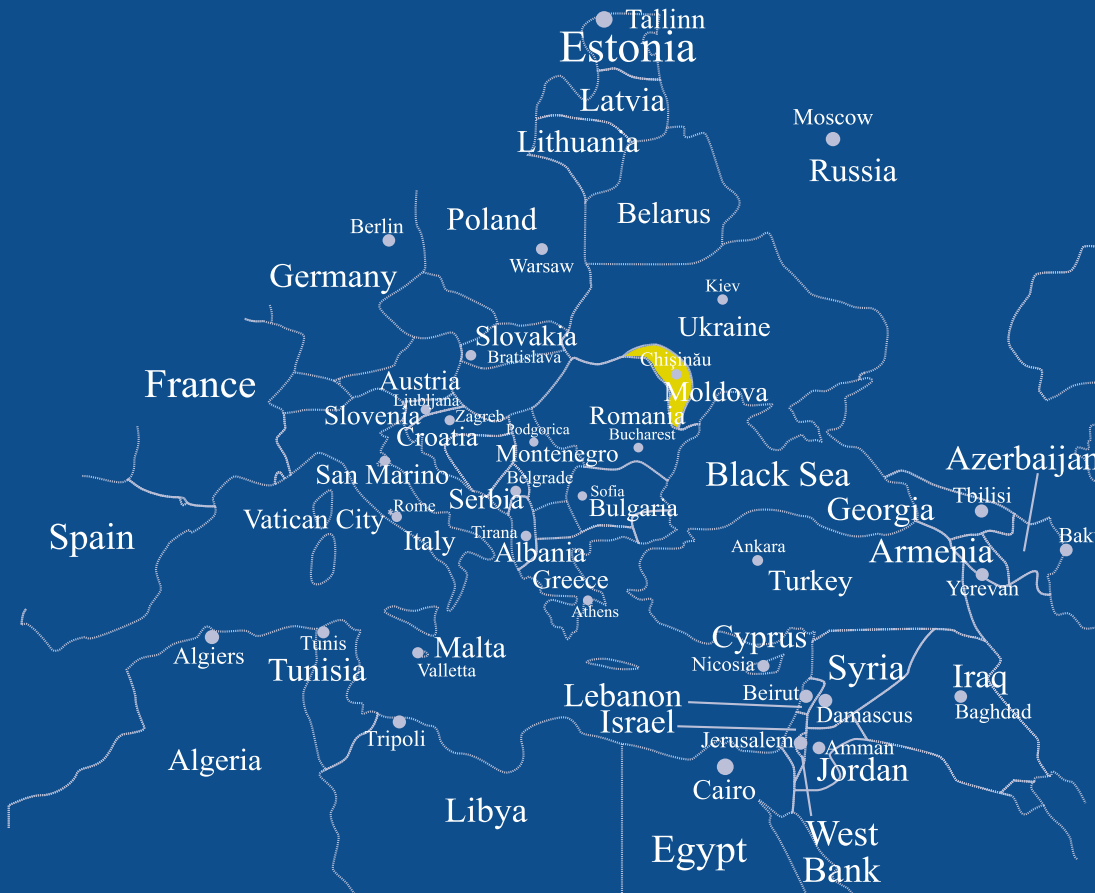 Tallinn
Estonia
Latvia
Lithuania
Moscow
Russia
Belarus
Poland
Berlin
Warsaw
Germany
Kiev
Ukraine
Slovakia
Bratislava
Chișinău
Moldova
France
Austria
Ljubljana
Slovenia
Zagreb
Croatia
Romania
Bucharest
Podgorica
Montenegro
San Marino
Belgrade
Serbia
Sofia
Bulgaria
Black Sea
Azerbaijan
Tbilisi
Georgia
Rome
Vatican City
Italy
Spain
Tirana
Albania
Ankara
Turkey
Armenia
Yerevan
Bak
Greece
Athens
Algiers
Tunis
Tunisia
Malta
Valletta
Cyprus
Nicosia
Syria
Iraq
Baghdad
Lebanon
Beirut
Damascus
Israel
Jerusalem
Amman
Jordan
Tripoli
Algeria
Libya
Cairo
Egypt
West
Bank